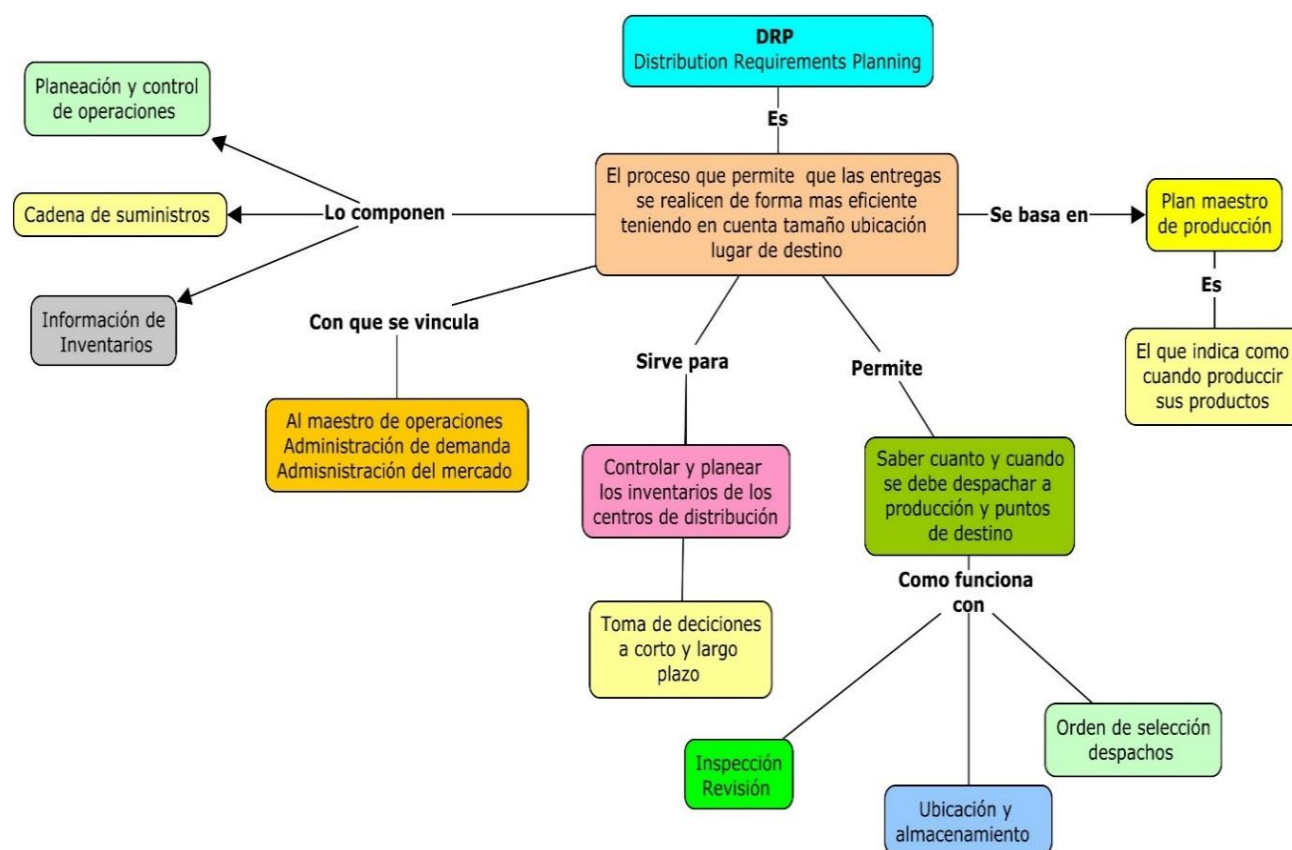 DRP
Distribution Requirements Planning
Es
El proceso que permite que las entregas
se realicen de forma mas eficiente
teniendo en cuenta tamaño ubicación
lugar de destino
Lo componen
Planeación y control
de operaciones
Cadena de suministros
Información de
Inventarios
Con que se vincula
Al maestro de operaciones
Administración de demanda
Admisnistración del mercado
Sirve para
Controlar y planear
los inventarios de los
centros de distribución
Toma de deciciones
a corto y largo
plazo
Permite
Saber cuanto y cuando
se debe despachar a
producción y puntos
de destino
Como funciona
con
Inspección
Revisión
Ubicación y
almacenamiento
Orden de selección
despachos
Se basa en
Plan maestro
de producción
Es
El que indica como
cuando produccir
sus productos